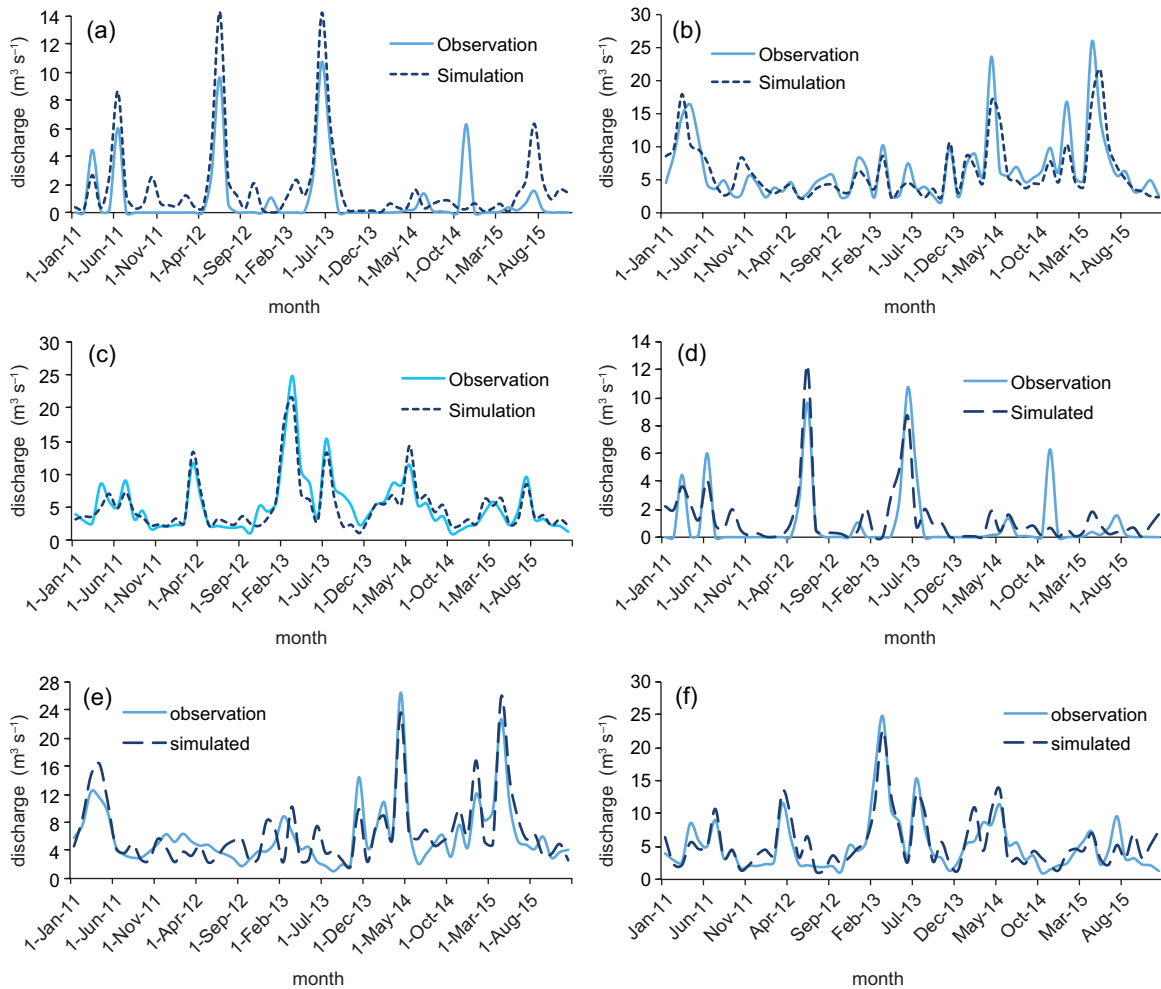 (a)
Observation
Simulation
discharge (m³ s⁻¹)
14
12
10
8
6
4
2
0
1-Jan-11
1-Jun-11
1-Nov-11
1-Apr-12
1-Sep-12
1-Feb-13
1-Jul-13
1-Dec-13
1-May-14
1-Oct-14
1-Mar-15
1-Aug-15
month
(b)
Observation
Simulation
discharge (m³ s⁻¹)
30
25
20
15
10
5
0
1-Jan-11
1-Jun-11
1-Nov-11
1-Apr-12
1-Sep-12
1-Feb-13
1-Jul-13
1-Dec-13
1-May-14
1-Oct-14
1-Mar-15
1-Aug-15
month
(c)
Observation
Simulation
discharge (m³ s⁻¹)
30
25
20
15
10
5
0
1-Jan-11
1-Jun-11
1-Nov-11
1-Apr-12
1-Sep-12
1-Feb-13
1-Jul-13
1-Dec-13
1-May-14
1-Oct-14
1-Mar-15
1-Aug-15
month
(d)
Observation
Simulated
discharge (m³ s⁻¹)
14
12
10
8
6
4
2
0
1-Jan-11
1-Jun-11
1-Nov-11
1-Apr-12
1-Sep-12
1-Feb-13
1-Jul-13
1-Dec-13
1-May-14
1-Oct-14
1-Mar-15
1-Aug-15
month
(e)
observation
simulated
discharge (m³ s⁻¹)
28
24
20
16
12
8
4
0
1-Jan-11
1-Jun-11
1-Nov-11
1-Apr-12
1-Sep-12
1-Feb-13
1-Jul-13
1-Dec-13
1-May-14
1-Oct-14
1-Mar-15
1-Aug-15
month
(f)
observation
simulated
discharge (m³ s⁻¹)
30
25
20
15
10
5
0
Jan-11
Jun-11
Nov-11
Apr-12
Sep-12
Feb-13
Jul-13
Dec-13
May-14
Oct-14
Mar-15
Aug-15
month